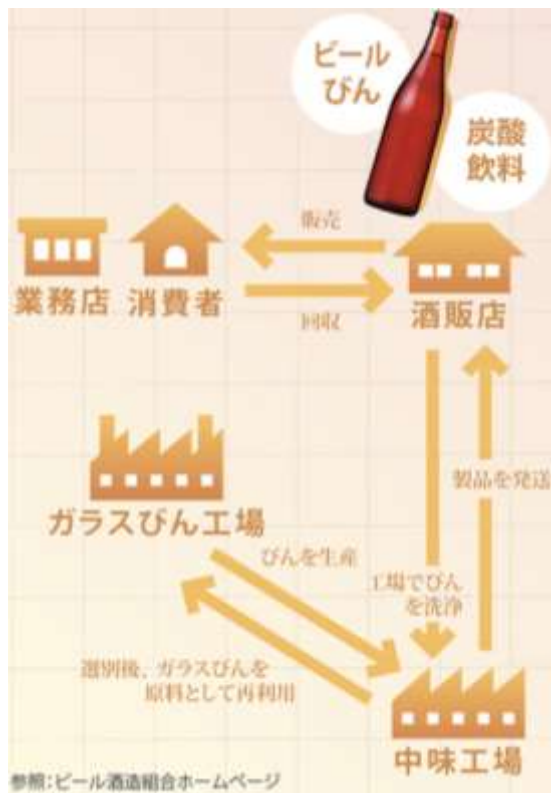 ビール
びん
炭酸
飲料
販売
業務店 消費者
回収
酒販店
製品を発送
ガラスびん工場
びんを生産
工場でびん
を洗浄
選別後、ガラスびんを
原料として再利用
中味工場
参照:ビール酒造組合ホームページ